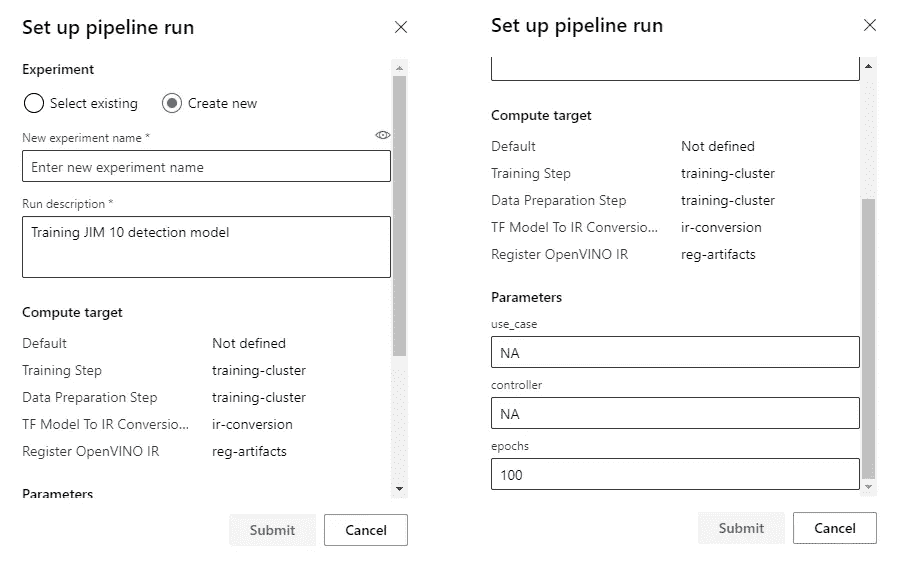 Set up pipeline run
Experiment
Select existing
Create new
New experiment name *
Enter new experiment name
Run description *
Training JIM 10 detection model
Compute target
Default Not defined
Training Step training-cluster
Data Preparation Step training-cluster
TF Model To IR Conversio... ir-conversion
Register OpenVINO IR reg-artifacts
Parameters
Submit Cancel
Set up pipeline run
Compute target
Default Not defined
Training Step training-cluster
Data Preparation Step training-cluster
TF Model To IR Conversio... ir-conversion
Register OpenVINO IR reg-artifacts
Parameters
use_case
NA
controller
NA
epochs
100
Submit Cancel